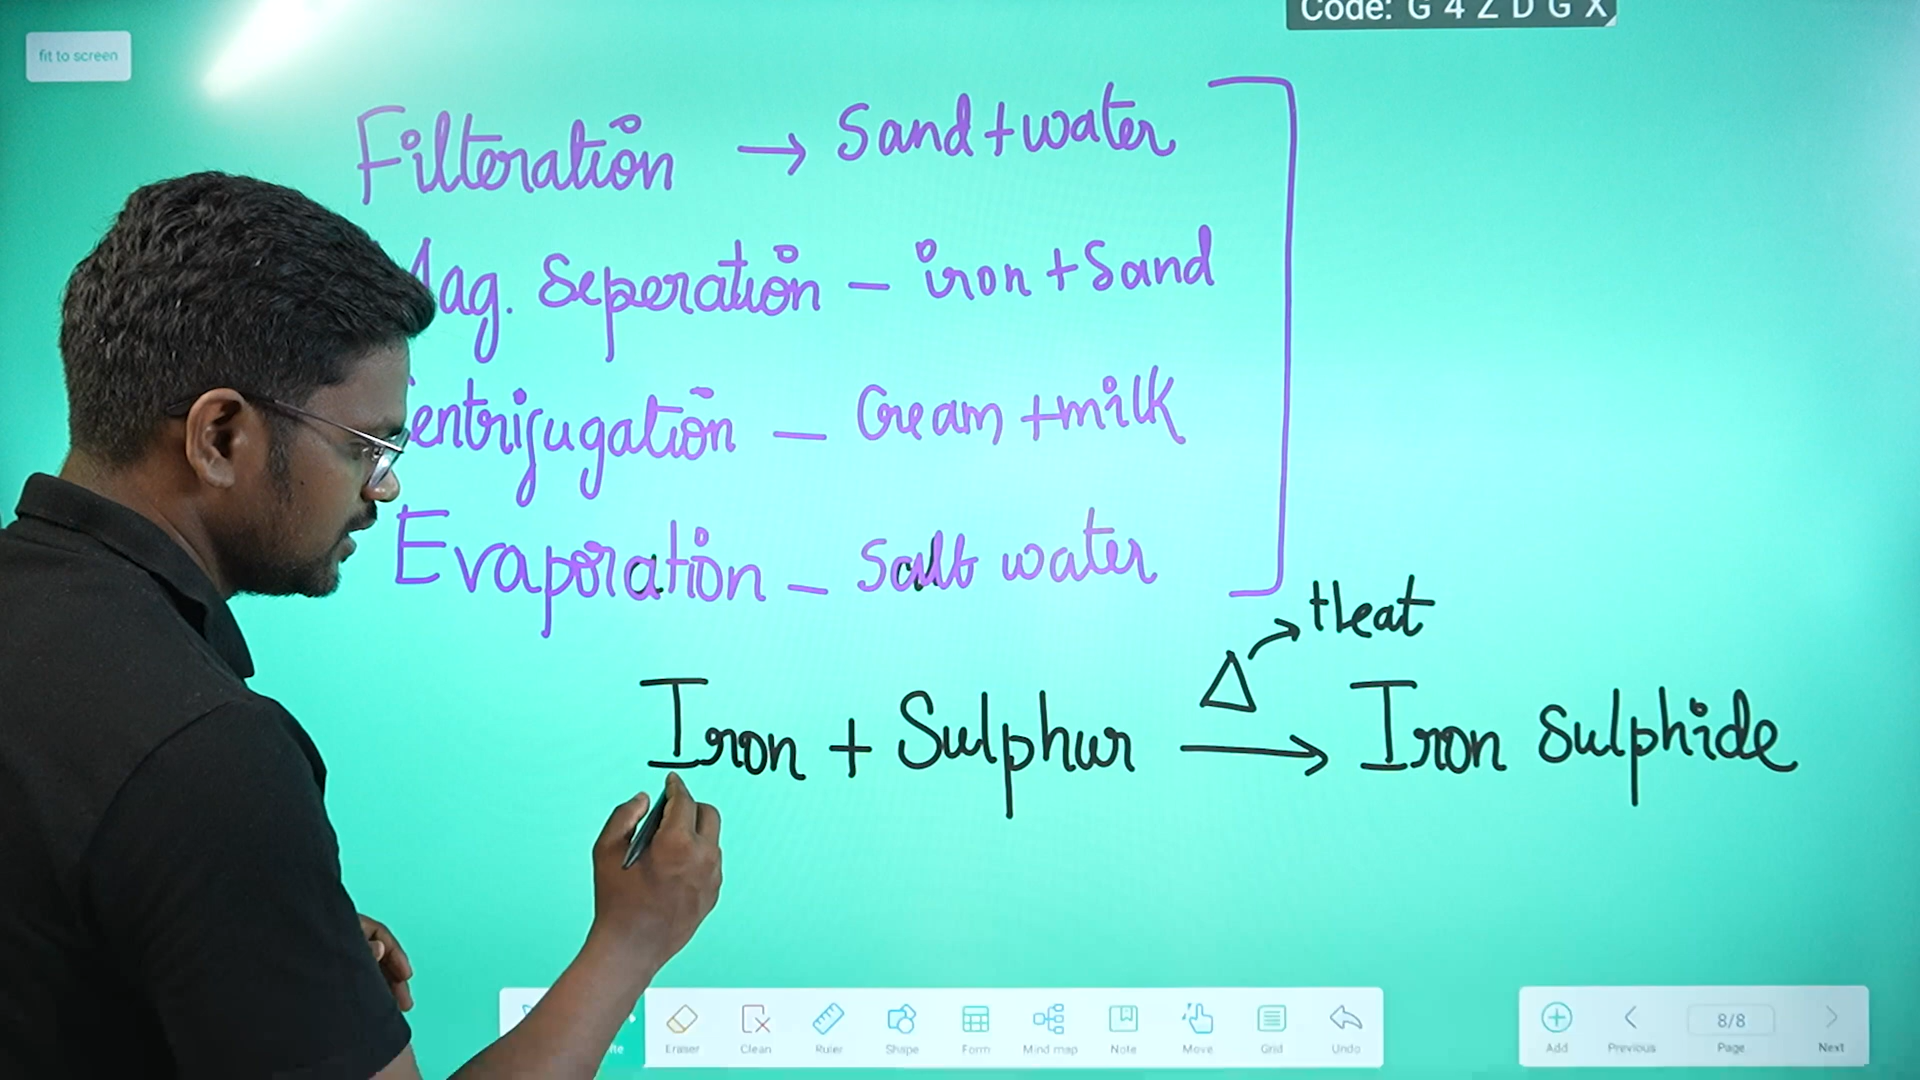 Code: G 4 Z D G X
fit to screen
Filteration → Sand + water
Mag. Seperation – iron + Sand
Centrifugation – Cream + milk
Evaporation – Salt water
Heat
Δ
Iron + Sulphur → Iron Sulphide
Eraser Clean Ruler Shape Form Mind map Note Move Grid Undo
8/8
Add Previous Page Next